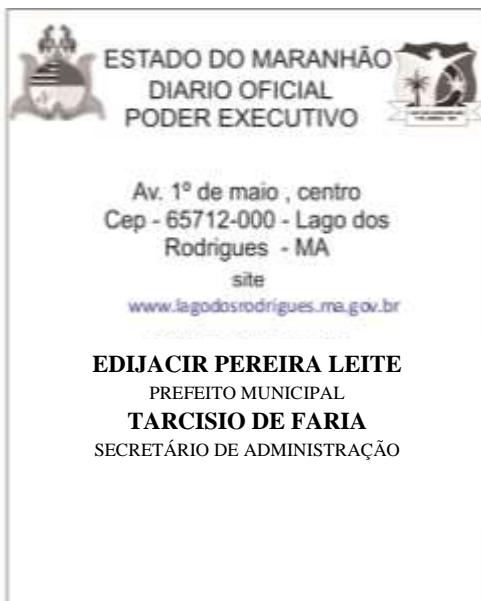 ESTADO DO MARANHÃO
DIARIO OFICIAL
PODER EXECUTIVO
Av. 1º de maio , centro
Cep - 65712-000 - Lago dos
Rodrigues - MA
site
www.lagodosrodrigues.ma.gov.br
EDIJACIR PEREIRA LEITE
PREFEITO MUNICIPAL
TARCISIO DE FARIA
SECRETÁRIO DE ADMINISTRAÇÃO